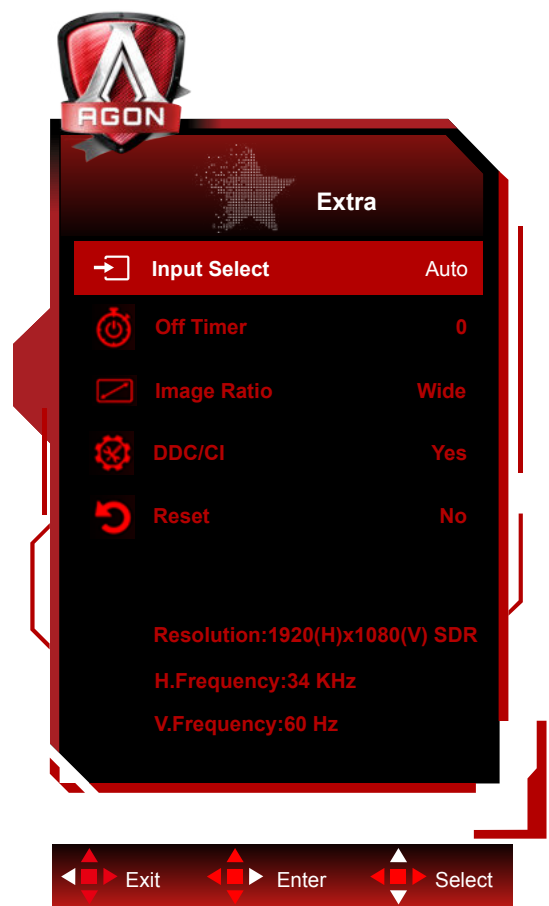 AGON
Extra
Input Select Auto
Off Timer 0
Image Ratio Wide
DDC/CI Yes
Reset No
Resolution:1920(H)x1080(V) SDR
H.Frequency:34 KHz
V.Frequency:60 Hz
Exit Enter Select